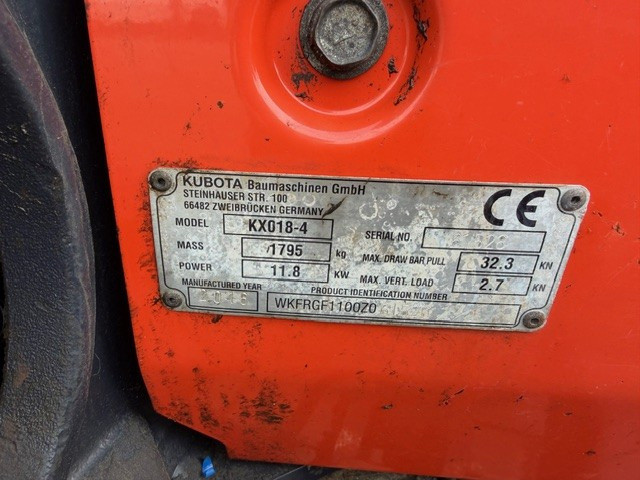 KUBOTA Baumaschinen GmbH
STEINHAUSER STR. 100
66482 ZWEIBRÜCKEN GERMANY
CE
MODEL KX018-4 SERIAL NO.
MASS 1795 kg MAX. DRAW BAR PULL 32.3 KN
POWER 11.8 KW MAX. VERT. LOAD 2.7 KN
MANUFACTURED YEAR PRODUCT IDENTIFICATION NUMBER
WKFRGF1100Z0